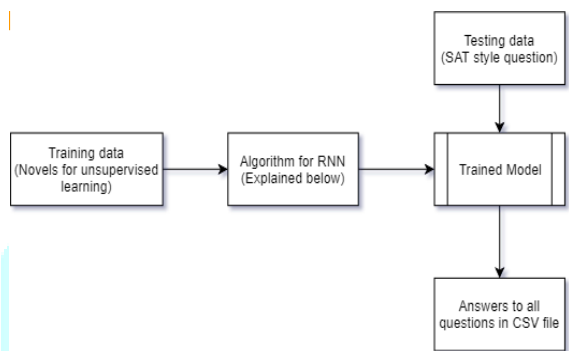 Testing data
(SAT style question)
Training data
(Novels for unsupervised
learning)
Algorithm for RNN
(Explained below)
Trained Model
Answers to all
questions in CSV file